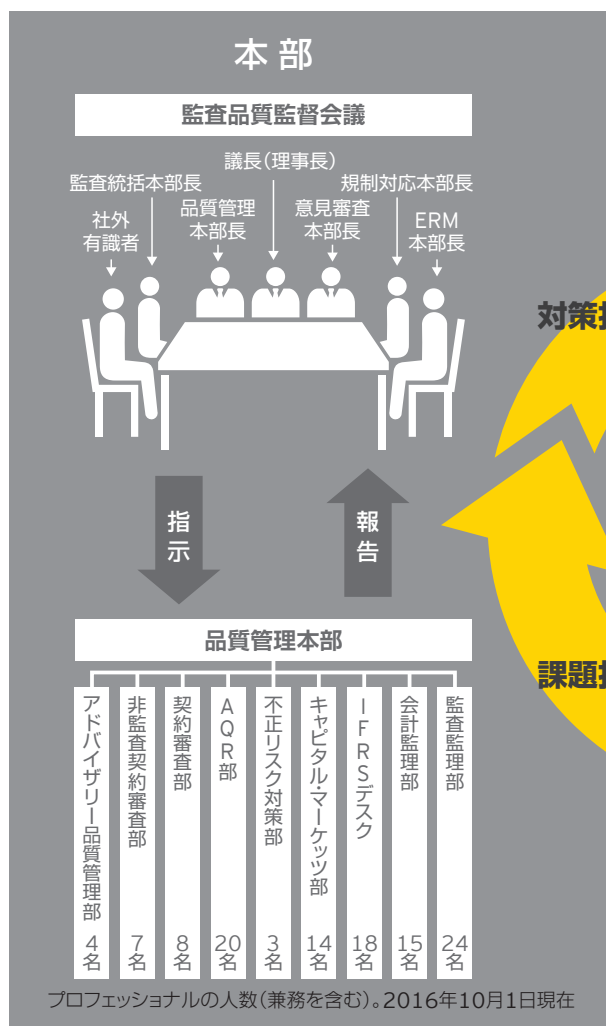 本部
監査品質監督会議
議長(理事長)
監査統括本部長
規制対応本部長
社外
有識者
品質管理
本部長
意見審査
本部長
ERM
本部長
対策
指示
報告
品質管理本部
課題
アドバイザリー品質管理部
4名
非監査契約審査部
7名
契約審査部
8名
AQR部
20名
不正リスク対策部
3名
キャピタル・マーケッツ部
14名
IFRSデスク
18名
会計監理部
15名
監査監理部
24名
プロフェッショナルの人数(兼務を含む)。2016年10月1日現在